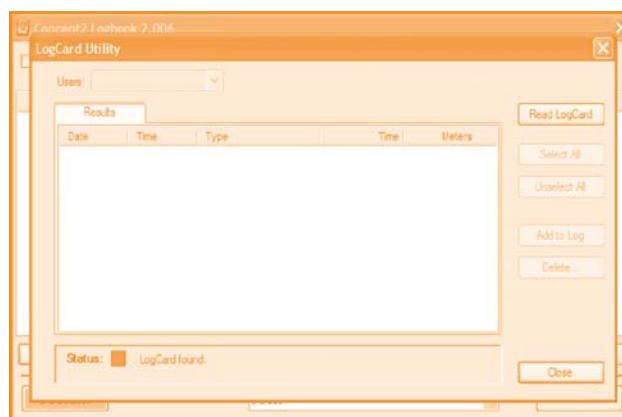 Concept2 Logbook 2.006
LogCard Utility
Users:
Results
Read LogCard
Date Time Type Time Meters
Select All
Unselect All
Add to Log
Delete...
Status: LogCard found.
Close